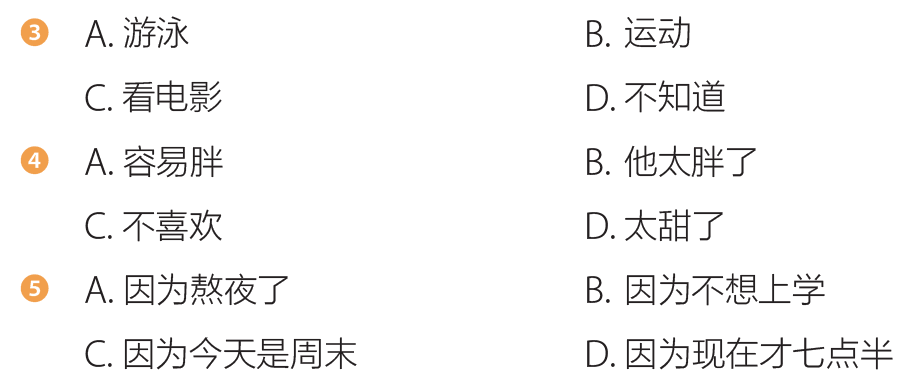 3 A. 游泳 B. 运动
C. 看电影 D. 不知道
4 A. 容易胖 B. 他太胖了
C. 不喜欢 D. 太甜了
5 A. 因为熬夜了 B. 因为不想上学
C. 因为今天是周末 D. 因为现在才七点半